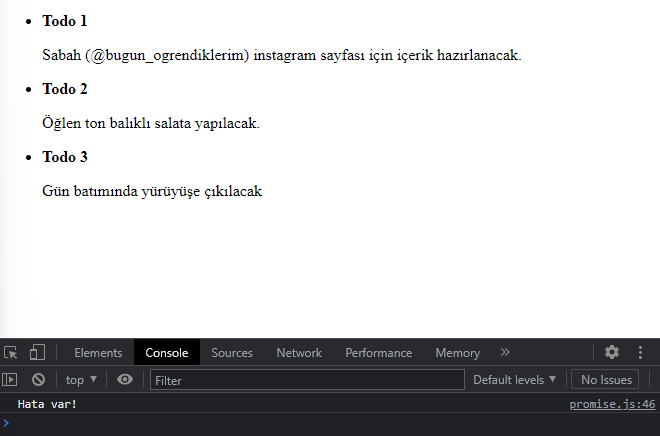 Todo 1
Sabah (@bugun_ogrendiklerim) instagram sayfası için içerik hazırlanacak.
Todo 2
Öğlen ton balıklı salata yapılacak.
Todo 3
Gün batımında yürüyüşe çıkılacak
Elements Console Sources Network Performance Memory »
top ▼ Filter Default levels ▼ No Issues
Hata var! promise.js:46
>